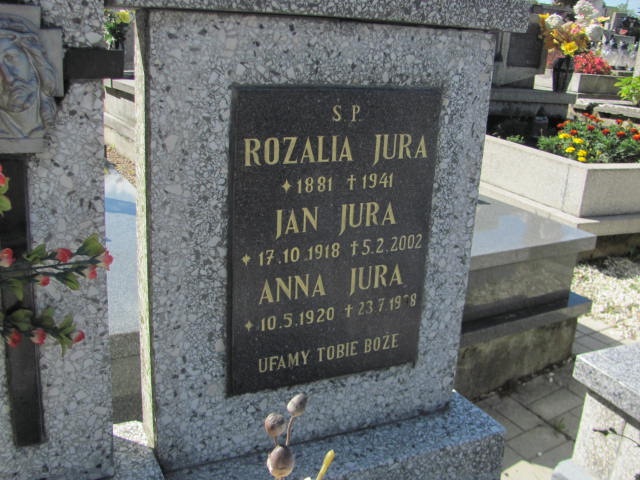 S P.
ROZALIA JURA
1881 † 1941
JAN JURA
17.10.1918 † 5.2.2002
ANNA JURA
10.5.1920 †
UFAMY TOBIE BOŻE